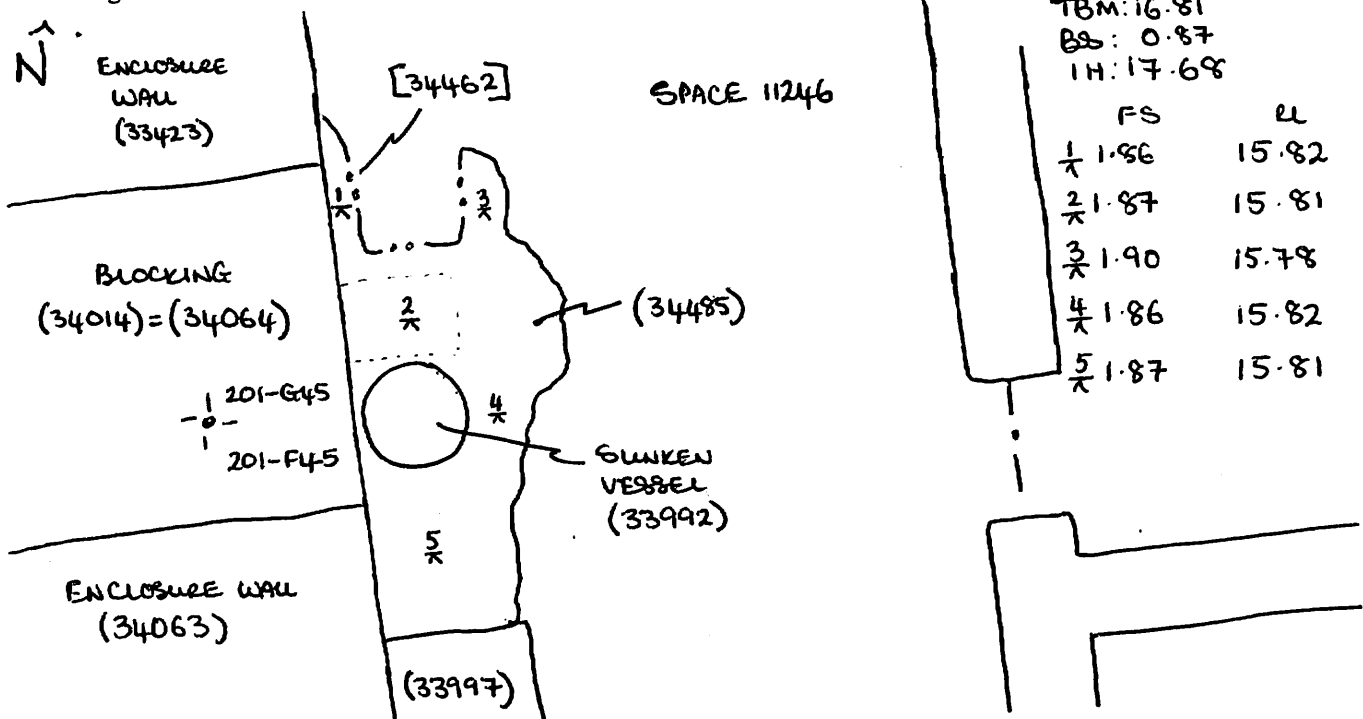 N
ENCLOSURE
WALL
(33423)
[34462]
SPACE 11246
TBM: 16.81
BS: 0.87
IH: 17.68
FS RL
1 1.86 15.82
2 1.87 15.81
3 1.90 15.78
4 1.86 15.82
5 1.87 15.81
1
3
BLOCKING
(34014)=(34064)
2
(34485)
201-G45
201-F45
4
SUNKEN
VESSEL
(33992)
5
ENCLOSURE WALL
(34063)
(33997)